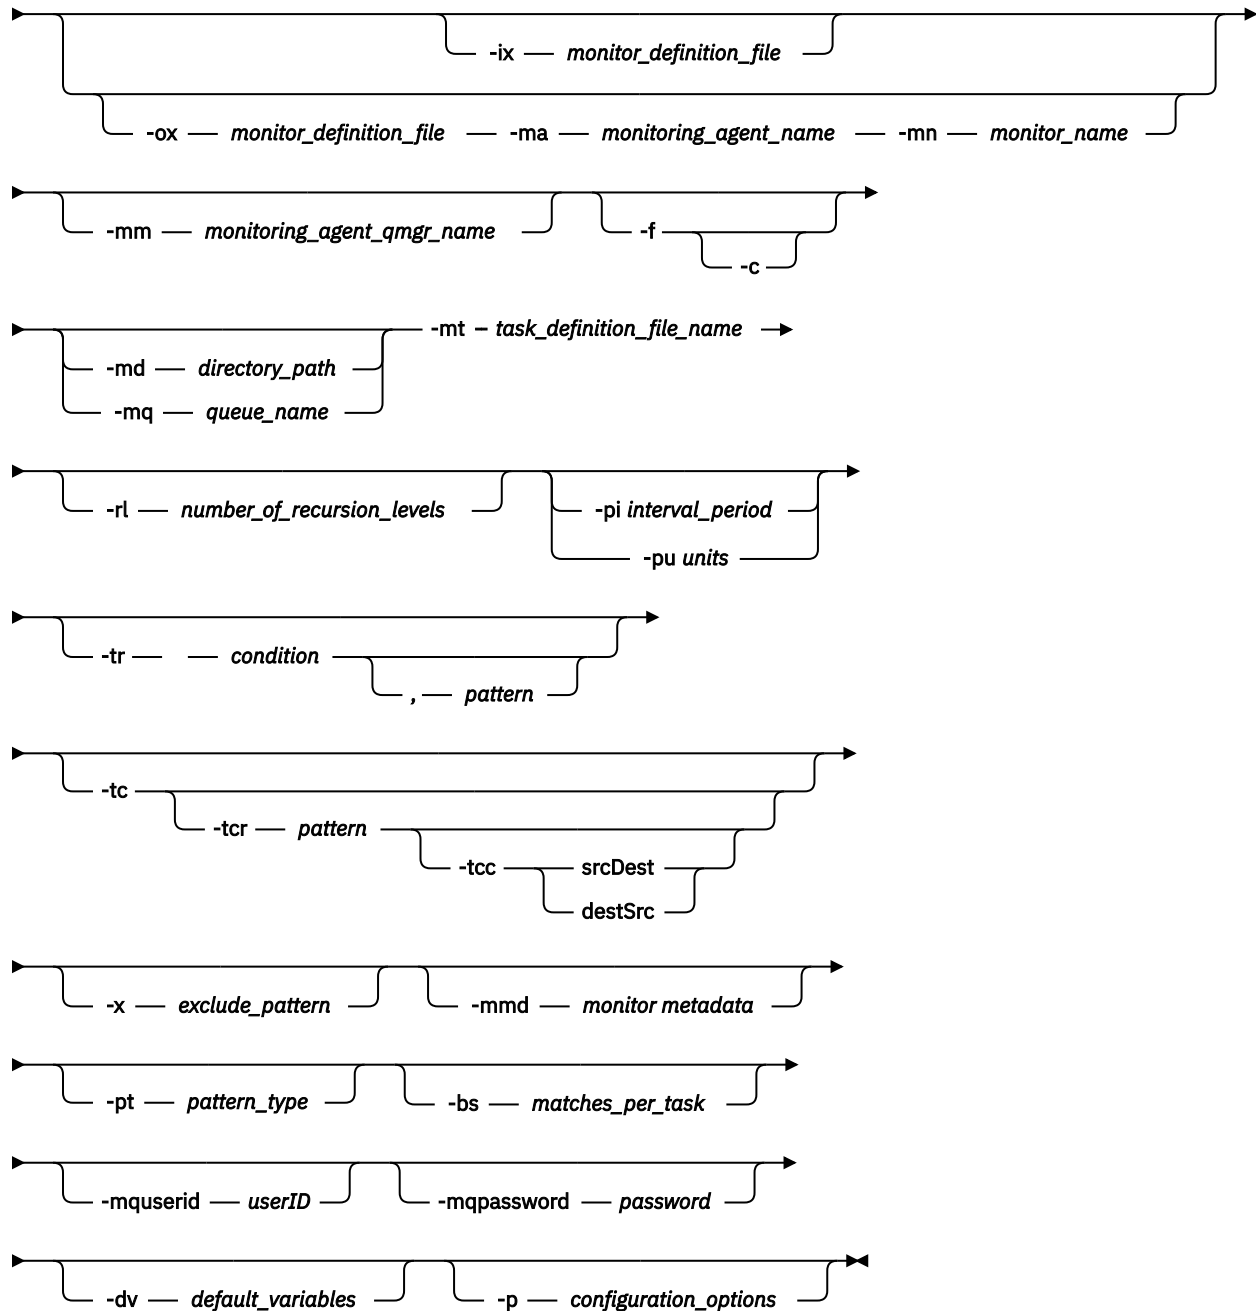 -ix monitor_definition_file
-ox monitor_definition_file -ma monitoring_agent_name -mn monitor_name
-mm monitoring_agent_qmgr_name -f
-c
-mt task_definition_file_name
-md directory_path
-mq queue_name
-rl number_of_recursion_levels -pi interval_period
-pu units
-tr condition
, pattern
-tc
-tcr pattern
-tcc srcDest
destSrc
-x exclude_pattern -mmd monitor metadata
-pt pattern_type -bs matches_per_task
-mquserid userID -mqpassword password
-dv default_variables -p configuration_options